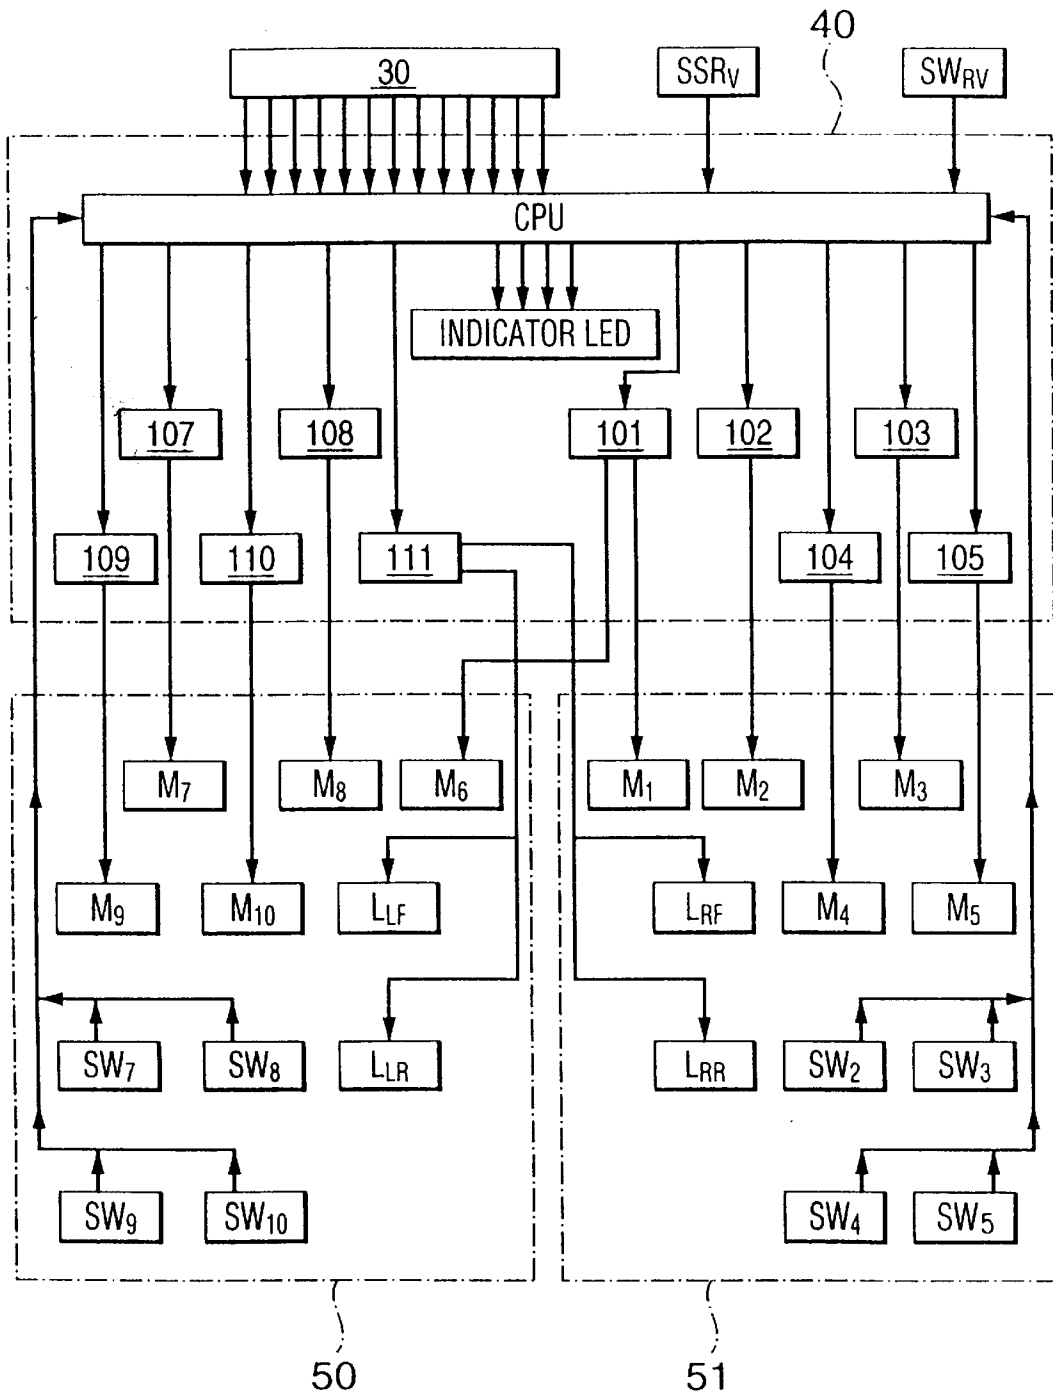 40
30 SSRV SWRV
CPU
INDICATOR LED
107 108 101 102 103
109 110 111 104 105
M7 M8 M6 M1 M2 M3
M9 M10 LLF LRF M4 M5
SW7 SW8 LLR LRR SW2 SW3
SW9 SW10 SW4 SW5
50 51